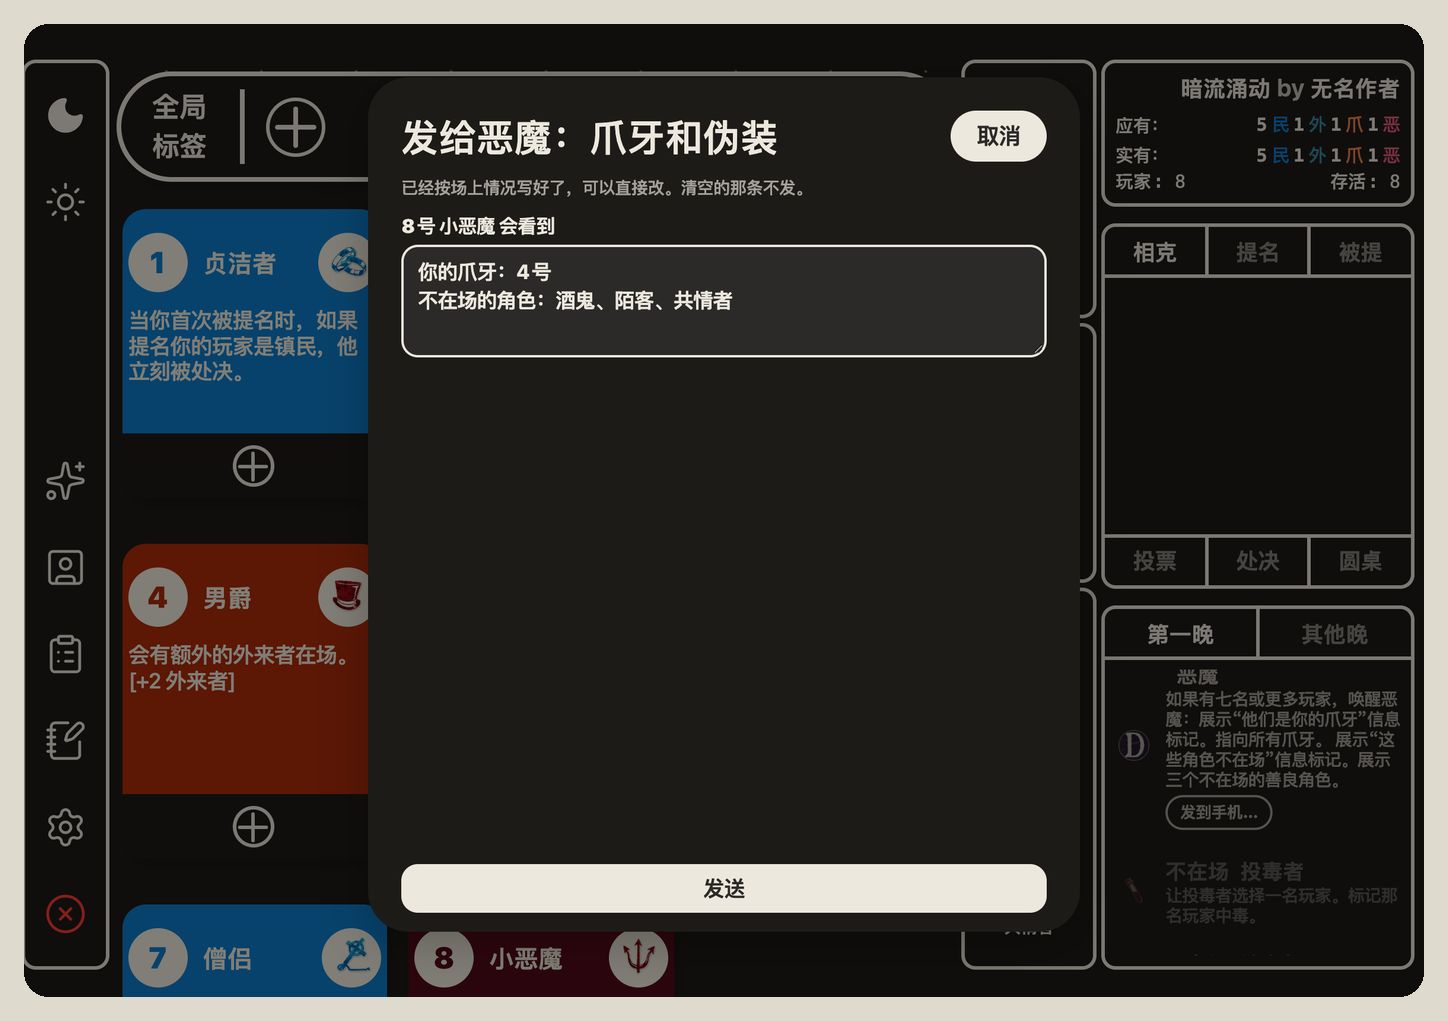 全局
标签
发给恶魔：爪牙和伪装
取消
已经按场上情况写好了，可以直接改。清空的那条不发。
8号 小恶魔 会看到
你的爪牙：4号
不在场的角色：酒鬼、陌客、共情者
发送
1 贞洁者
当你首次被提名时，如果
提名你的玩家是镇民，他
立刻被处决。
4 男爵
会有额外的外来者在场。
[+2 外来者]
7 僧侣
8 小恶魔
暗流涌动 by 无名作者
应有： 5 民 1 外 1 爪 1 恶
实有： 5 民 1 外 1 爪 1 恶
玩家： 8 存活： 8
相克 提名 被提
投票 处决 圆桌
第一晚 其他晚
恶魔
如果有七名或更多玩家，唤醒恶
魔：展示“他们是你的爪牙”信息
标记。指向所有爪牙。 展示“这
些角色不在场”信息标记。展示
三个不在场的善良角色。
发到手机...
不在场 投毒者
让投毒者选择一名玩家。标记那
名玩家中毒。